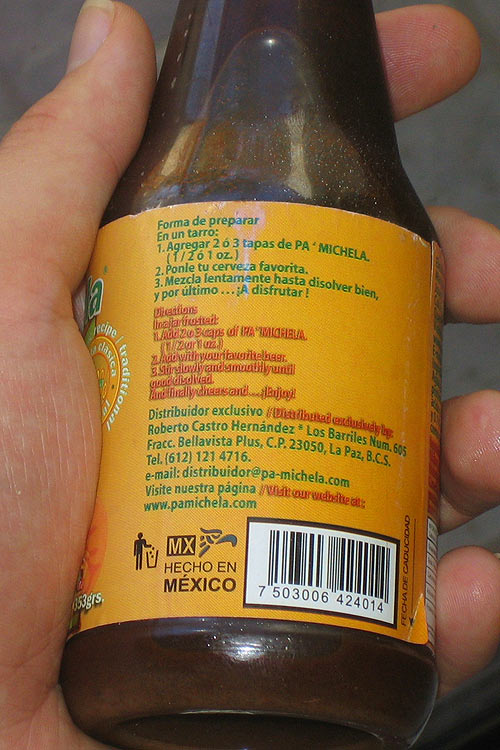 Forma de preparar
En un tarro:
1. Agregar 2 ó 3 tapas de PA ' MICHELA.
( 1 / 2 ó 1 oz. )
2. Ponle tu cerveza favorita.
3. Mezcla lentamente hasta disolver bien,
y por último . . . ¡A disfrutar !
Directions
In a jar frosted:
1. Add 2 o 3 caps of PA 'MICHELA.
( 1 / 2 or 1 oz.)
2. Add with your favorite beer.
3. Stir slowly and smoothly until
good disolved.
And finally cheers and .... ¡Enjoy!
Distribuidor exclusivo / Distributed exclusively by:
Roberto Castro Hernández * Los Barriles Num. 605
Fracc. Bellavista Plus, C.P. 23050, La Paz, B.C.S.
Tel. (612) 121 4716.
e-mail: distribuidor@pa-michela.com
Visite nuestra página / Visit our website at:
www.pamichela.com
MX
HECHO EN
MÉXICO
7 503006 424014
FECHA DE CADUCIDAD
la
recipe / traditional
clasica
353grs.